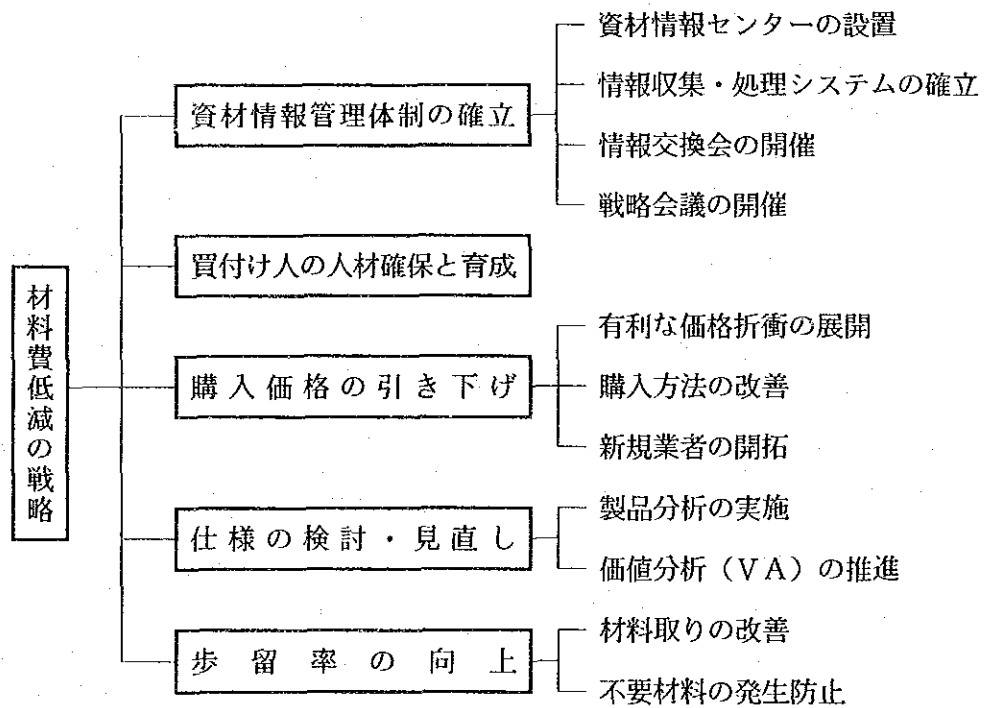 材料費低減の戦略
資材情報管理体制の確立
資材情報センターの設置
情報収集・処理システムの確立
情報交換会の開催
戦略会議の開催
買付け人の人材確保と育成
購入価格の引き下げ
有利な価格折衝の展開
購入方法の改善
新規業者の開拓
仕様の検討・見直し
製品分析の実施
価値分析（ＶＡ）の推進
歩留率の向上
材料取りの改善
不要材料の発生防止